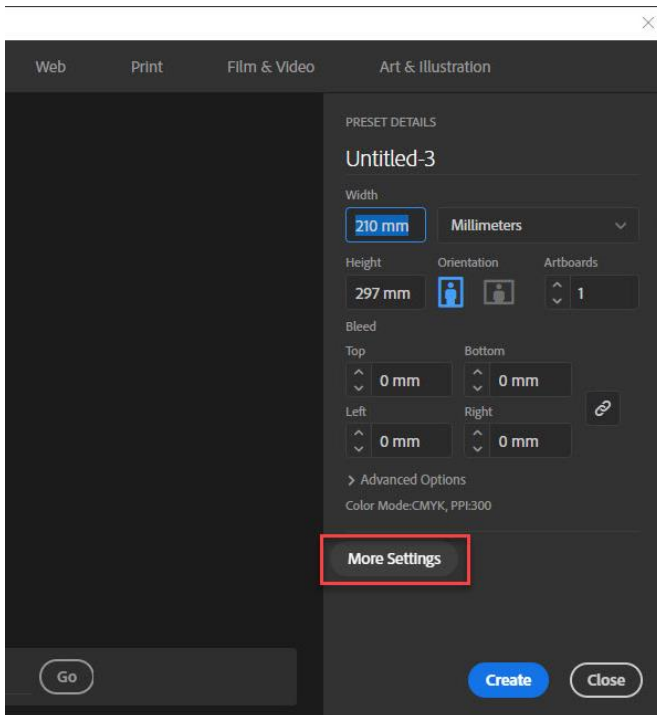 Web Print Film & Video Art & Illustration
PRESET DETAILS
Untitled-3
Width
210 mm Millimeters
Height Orientation Artboards
297 mm 1
Bleed
Top Bottom
0 mm 0 mm
Left Right
0 mm 0 mm
> Advanced Options
Color Mode:CMYK, PPI:300
More Settings
Go Create Close